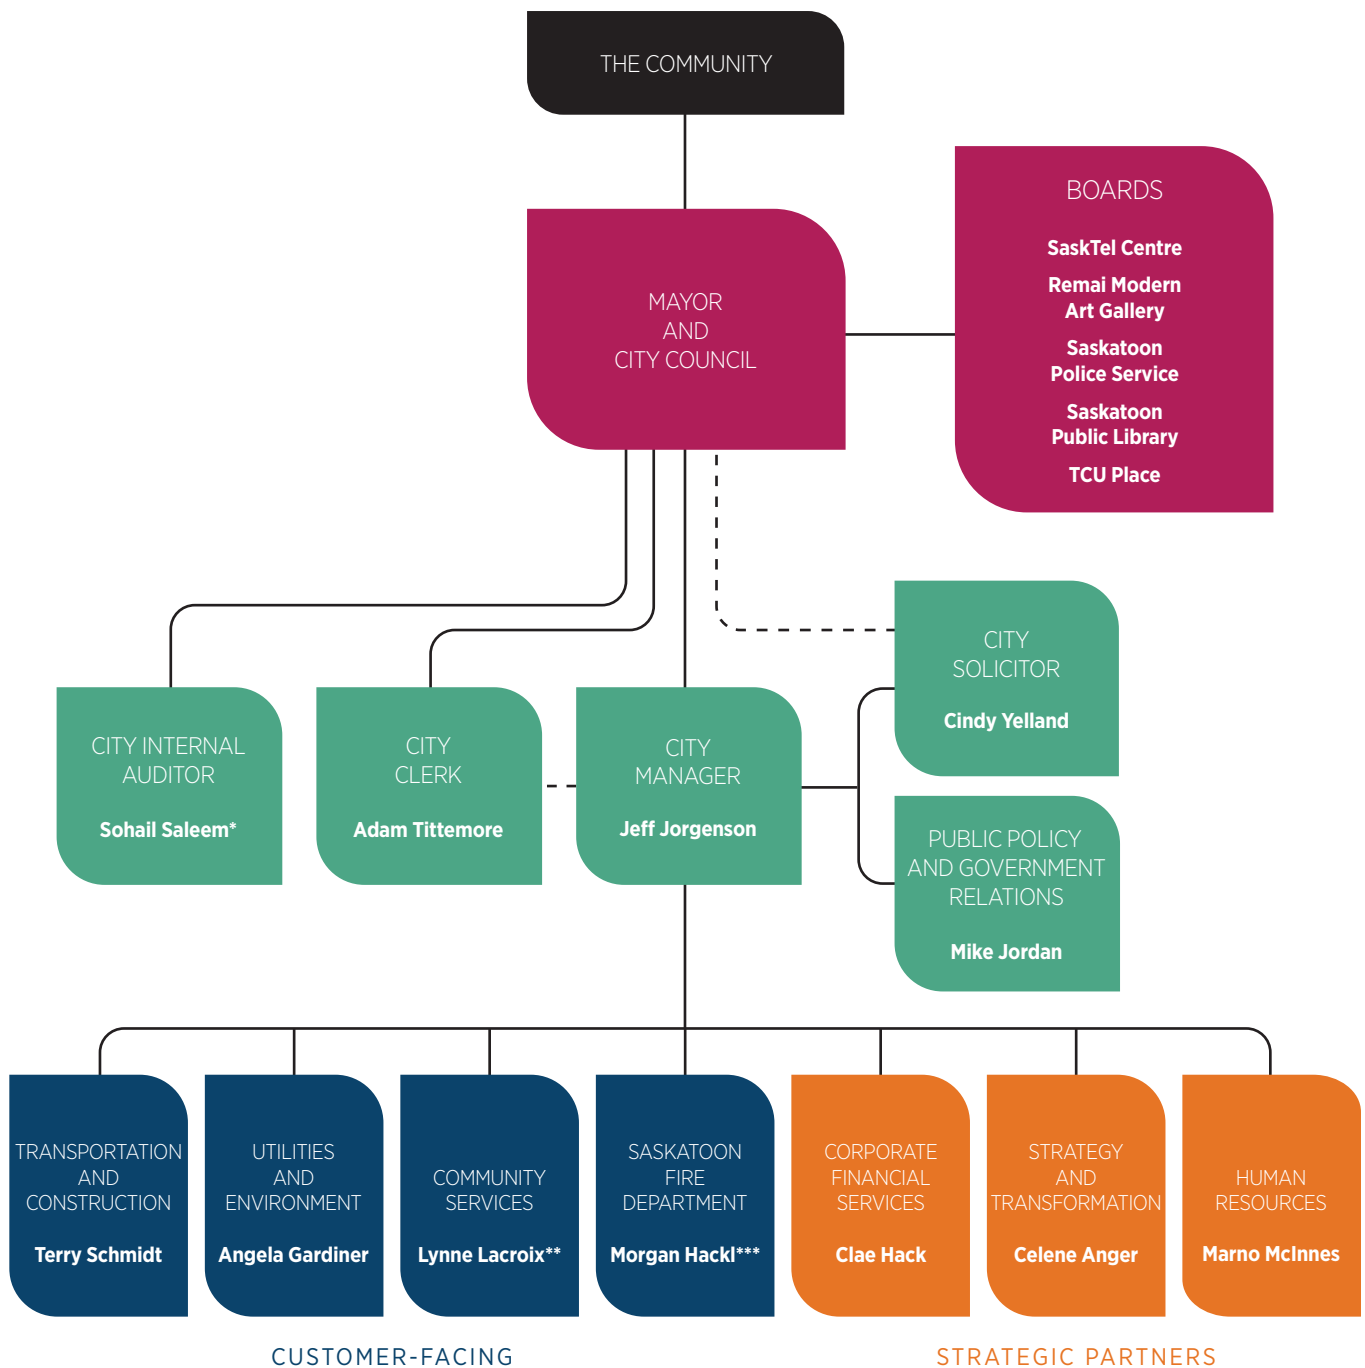 THE COMMUNITY
MAYOR
AND
CITY COUNCIL
BOARDS
SaskTel Centre
Remai Modern
Art Gallery
Saskatoon
Police Service
Saskatoon
Public Library
TCU Place
CITY INTERNAL
AUDITOR
Sohail Saleem*
CITY
CLERK
Adam Tittemore
CITY
MANAGER
Jeff Jorgenson
CITY
SOLICITOR
Cindy Yelland
PUBLIC POLICY
AND GOVERNMENT
RELATIONS
Mike Jordan
TRANSPORTATION
AND
CONSTRUCTION
Terry Schmidt
UTILITIES
AND
ENVIRONMENT
Angela Gardiner
COMMUNITY
SERVICES
Lynne Lacroix**
SASKATOON
FIRE
DEPARTMENT
Morgan Hackl***
CORPORATE
FINANCIAL
SERVICES
Clae Hack
STRATEGY
AND
TRANSFORMATION
Celene Anger
HUMAN
RESOURCES
Marno McInnes
CUSTOMER-FACING
STRATEGIC PARTNERS